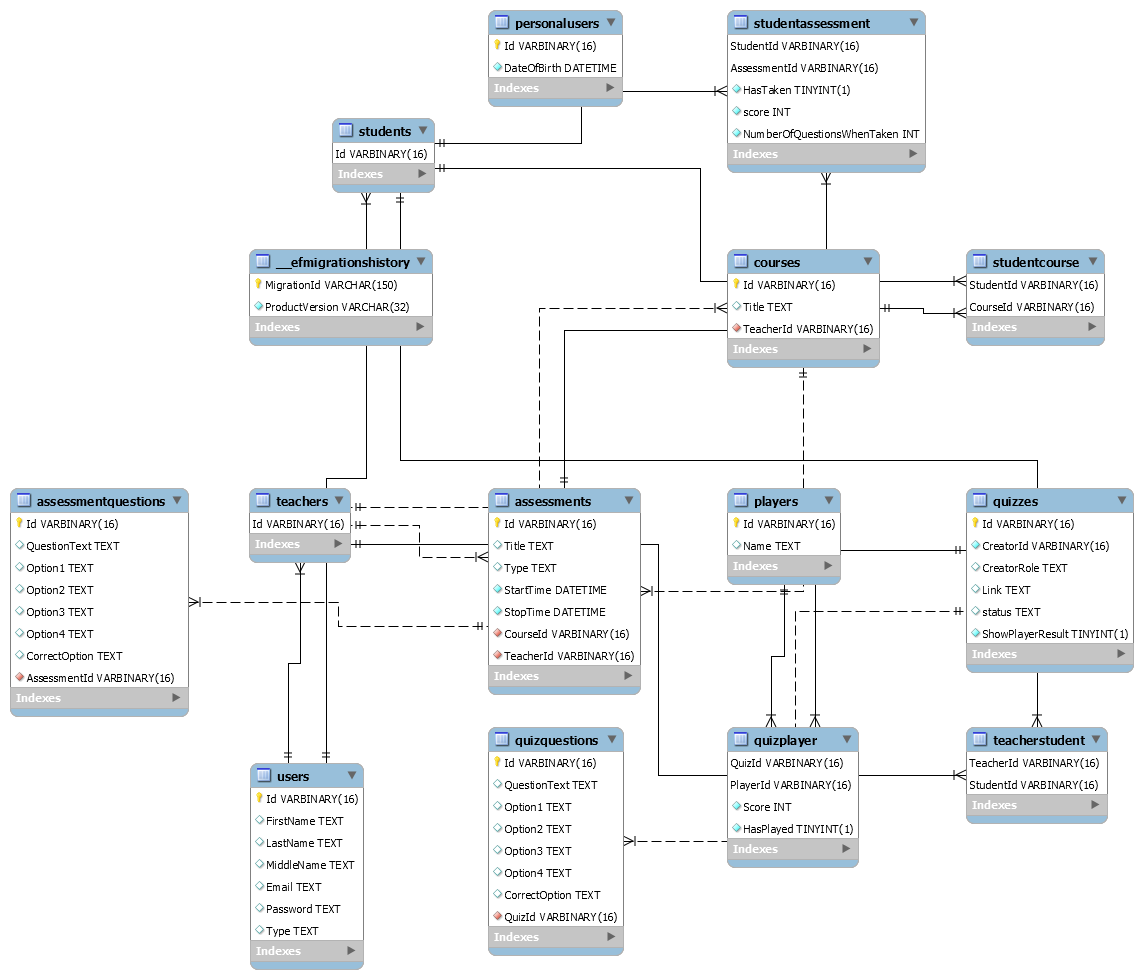 personalusers
Id VARBINARY(16)
DateOfBirth DATETIME
Indexes
studentassessment
StudentId VARBINARY(16)
AssessmentId VARBINARY(16)
HasTaken TINYINT(1)
score INT
NumberOfQuestionsWhenTaken INT
Indexes
students
Id VARBINARY(16)
Indexes
__efmigrationshistory
MigrationId VARCHAR(150)
ProductVersion VARCHAR(32)
Indexes
courses
Id VARBINARY(16)
Title TEXT
TeacherId VARBINARY(16)
Indexes
studentcourse
StudentId VARBINARY(16)
CourseId VARBINARY(16)
Indexes
assessmentquestions
Id VARBINARY(16)
QuestionText TEXT
Option1 TEXT
Option2 TEXT
Option3 TEXT
Option4 TEXT
CorrectOption TEXT
AssessmentId VARBINARY(16)
Indexes
teachers
Id VARBINARY(16)
Indexes
assessments
Id VARBINARY(16)
Title TEXT
Type TEXT
StartTime DATETIME
StopTime DATETIME
CourseId VARBINARY(16)
TeacherId VARBINARY(16)
Indexes
players
Id VARBINARY(16)
Name TEXT
Indexes
quizzes
Id VARBINARY(16)
CreatorId VARBINARY(16)
CreatorRole TEXT
Link TEXT
status TEXT
ShowPlayerResult TINYINT(1)
Indexes
users
Id VARBINARY(16)
FirstName TEXT
LastName TEXT
MiddleName TEXT
Email TEXT
Password TEXT
Type TEXT
Indexes
quizquestions
Id VARBINARY(16)
QuestionText TEXT
Option1 TEXT
Option2 TEXT
Option3 TEXT
Option4 TEXT
CorrectOption TEXT
QuizId VARBINARY(16)
Indexes
quizplayer
QuizId VARBINARY(16)
PlayerId VARBINARY(16)
Score INT
HasPlayed TINYINT(1)
Indexes
teacherstudent
TeacherId VARBINARY(16)
StudentId VARBINARY(16)
Indexes